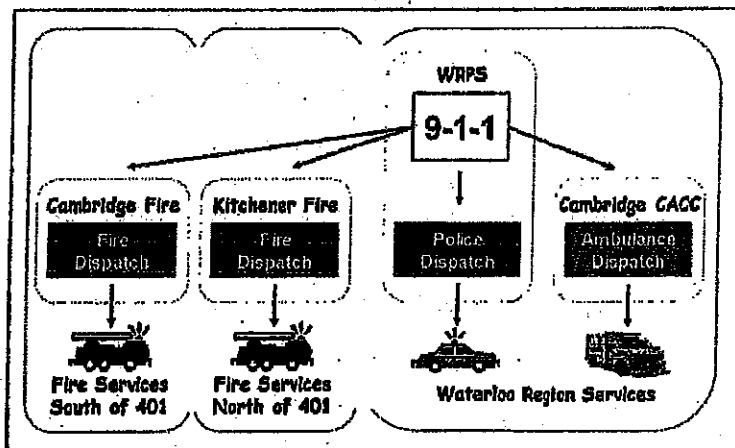 WRPS
9-1-1
Cambridge Fire
Kitchener Fire
Cambridge CACC
Fire
Dispatch
Fire
Dispatch
Police
Dispatch
Ambulance
Dispatch
Fire Services
South of 401
Fire Services
North of 401
Waterloo Region Services